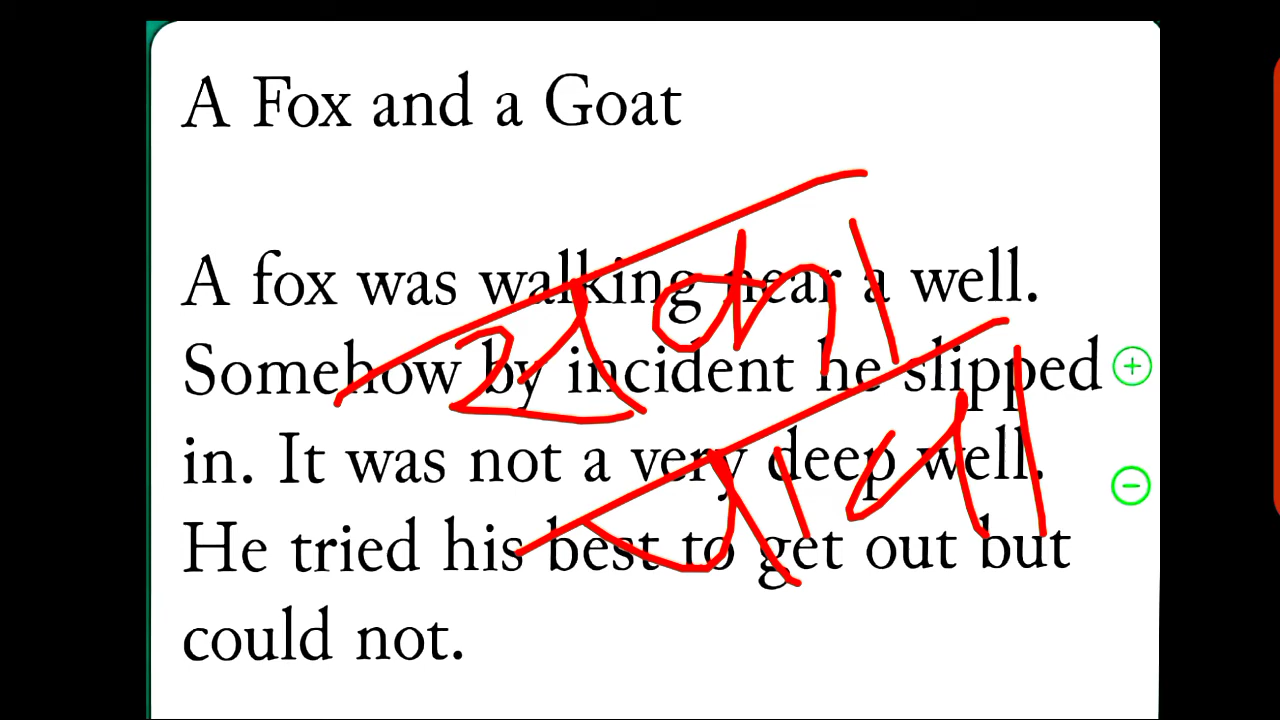 A Fox and a Goat
A fox was walking near a well.
Somehow by incident he slipped
in. It was not a very deep well.
He tried his best to get out but
could not.